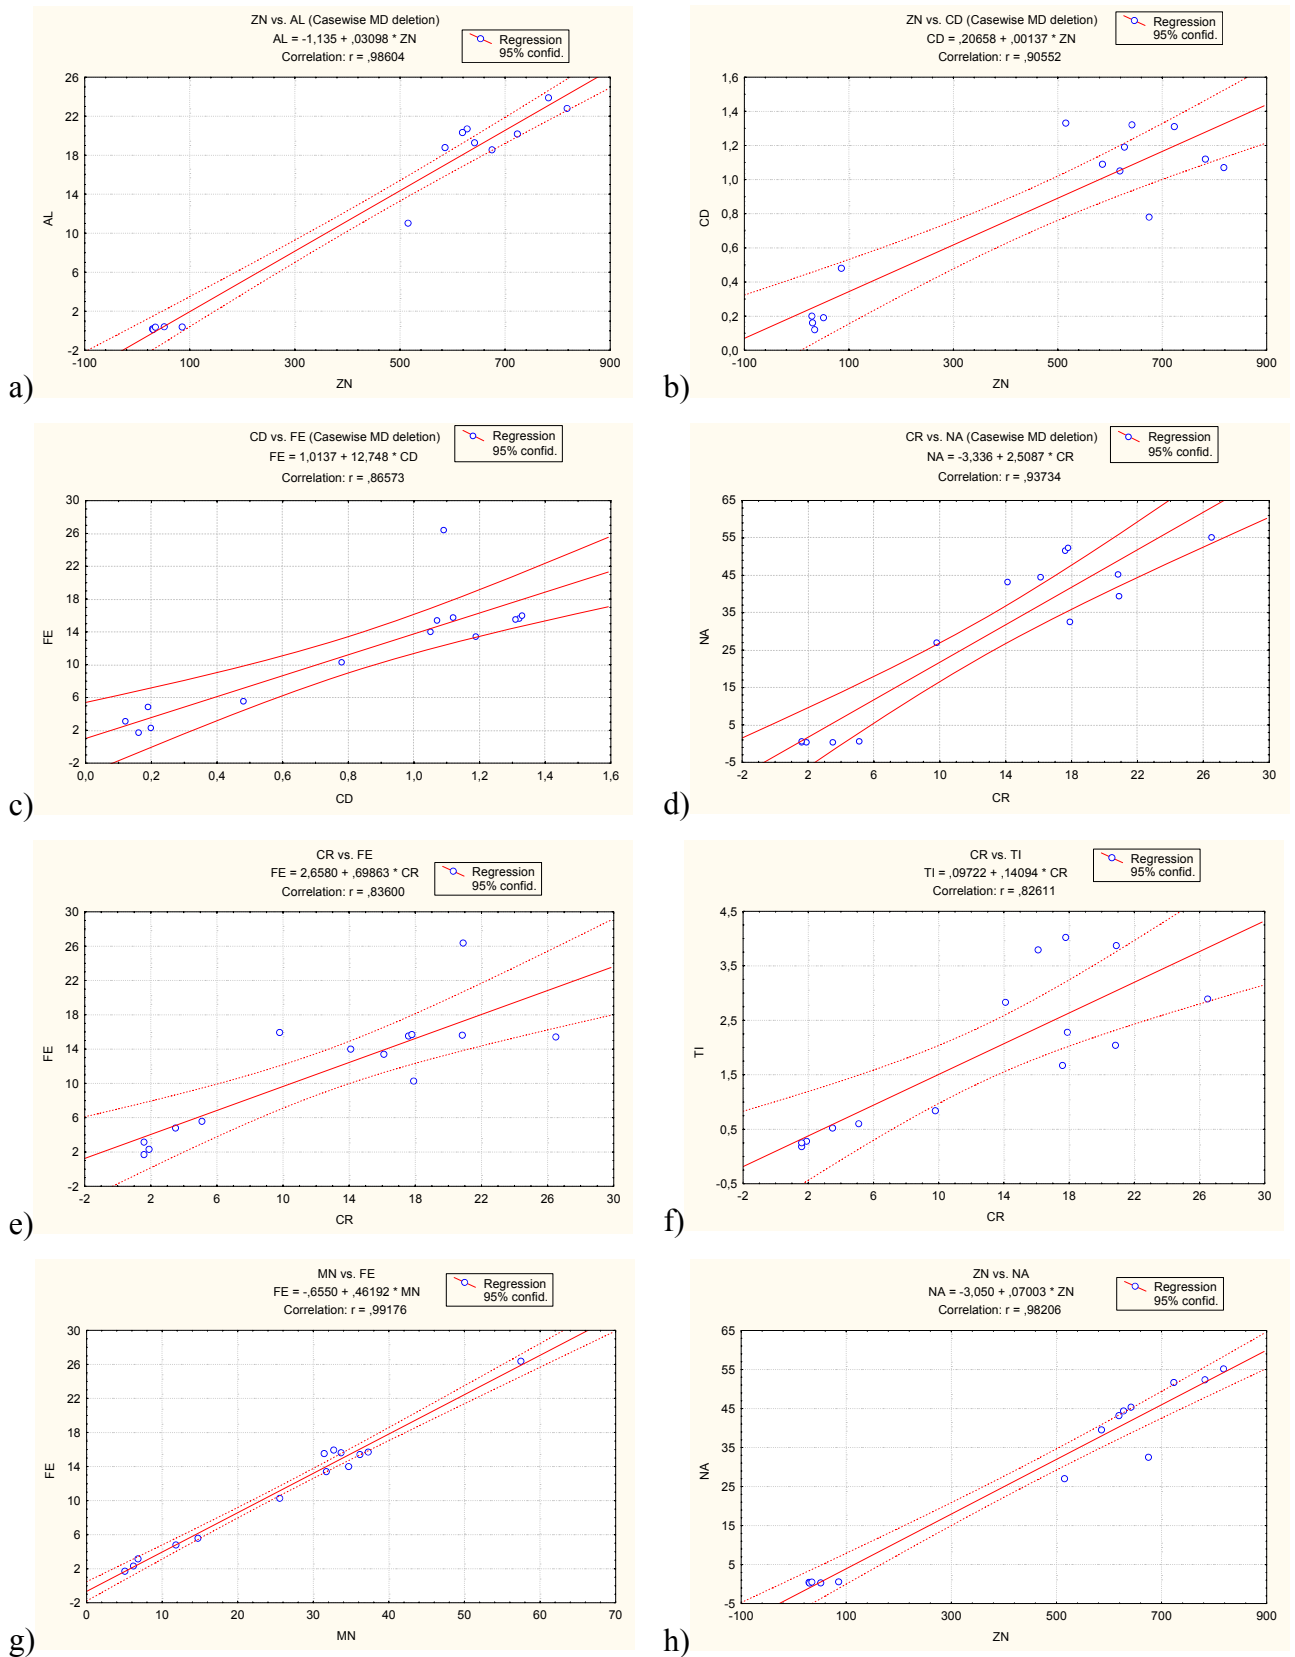 ZN vs. AL (Casewise MD deletion)
AL = -1,135 + ,03098 * ZN
Correlation: r = ,98604
Regression
95% confid.
26
22
18
14
10
6
2
-2
AL
-100
100
300
500
700
900
ZN
a)
ZN vs. CD (Casewise MD deletion)
CD = ,20658 + ,00137 * ZN
Correlation: r = ,90552
Regression
95% confid.
1,6
1,4
1,2
1,0
0,8
0,6
0,4
0,2
0,0
CD
-100
100
300
500
700
900
ZN
b)
CD vs. FE (Casewise MD deletion)
FE = 1,0137 + 12,748 * CD
Correlation: r = ,86573
Regression
95% confid.
30
26
22
18
14
10
6
2
-2
FE
0,0
0,2
0,4
0,6
0,8
1,0
1,2
1,4
1,6
CD
c)
CR vs. NA (Casewise MD deletion)
NA = -3,336 + 2,5087 * CR
Correlation: r = ,93734
Regression
95% confid.
65
55
45
35
25
15
5
-5
NA
-2
2
6
10
14
18
22
26
30
CR
d)
CR vs. FE
FE = 2,6580 + ,69863 * CR
Correlation: r = ,83600
Regression
95% confid.
30
26
22
18
14
10
6
2
-2
FE
-2
2
6
10
14
18
22
26
30
CR
e)
CR vs. TI
TI = ,09722 + ,14094 * CR
Correlation: r = ,82611
Regression
95% confid.
4,5
3,5
2,5
1,5
0,5
-0,5
TI
-2
2
6
10
14
18
22
26
30
CR
f)
MN vs. FE
FE = -,6550 + ,46192 * MN
Correlation: r = ,99176
Regression
95% confid.
30
26
22
18
14
10
6
2
-2
FE
0
10
20
30
40
50
60
70
MN
g)
ZN vs. NA
NA = -3,050 + ,07003 * ZN
Correlation: r = ,98206
Regression
95% confid.
65
55
45
35
25
15
5
-5
NA
-100
100
300
500
700
900
ZN
h)